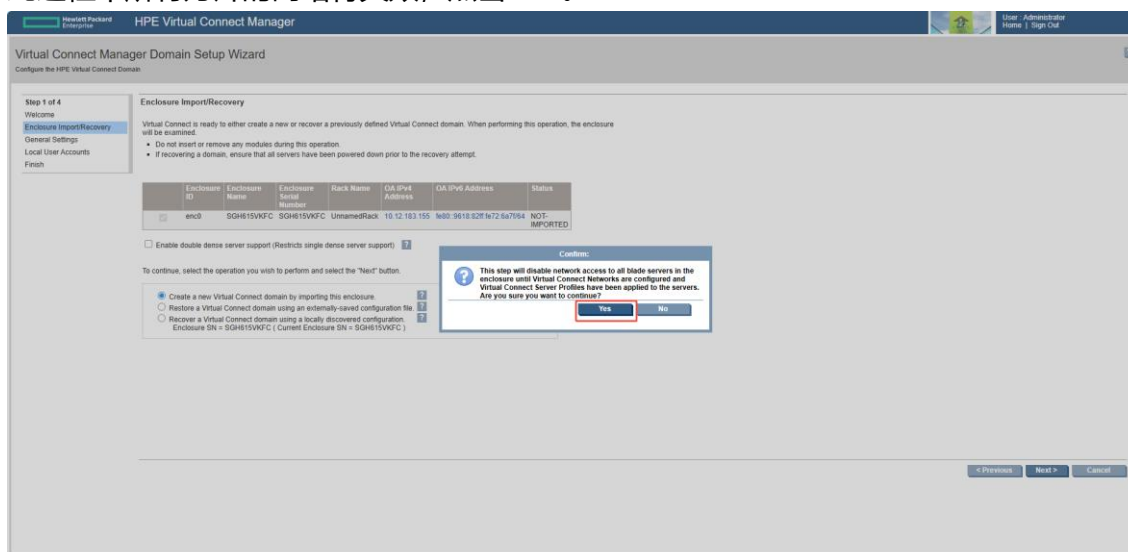 Hewlett Packard
Enterprise
HPE Virtual Connect Manager
User : Administrator
Home | Sign Out
Virtual Connect Manager Domain Setup Wizard
Configure the HPE Virtual Connect Domain
Step 1 of 4
Welcome
Enclosure Import/Recovery
General Settings
Local User Accounts
Finish
Enclosure Import/Recovery
Virtual Connect is ready to either create a new or recover a previously defined Virtual Connect domain. When performing this operation, the enclosure
will be examined.
• Do not insert or remove any modules during this operation.
• If recovering a domain, ensure that all servers have been powered down prior to the recovery attempt.
Enclosure ID Enclosure Name Enclosure Serial Number Rack Name OA IPv4 Address OA IPv6 Address Status
enc0 SGH615VKFC SGH615VKFC UnnamedRack 10.12.183.155 NOT-IMPORTED
Enable double dense server support (Restricts single dense server support) ?
To continue, select the operation you wish to perform and select the "Next" button.
Create a new Virtual Connect domain by importing this enclosure. ?
Restore a Virtual Connect domain using an externally-saved configuration file. ?
Recover a Virtual Connect domain using a locally discovered configuration. ?
Enclosure SN = SGH615VKFC ( Current Enclosure SN = SGH615VKFC )
Confirm:
This step will disable network access to all blade servers in the
enclosure until Virtual Connect Networks are configured and
Virtual Connect Server Profiles have been applied to the servers.
Are you sure you want to continue?
Yes No
< Previous Next > Cancel